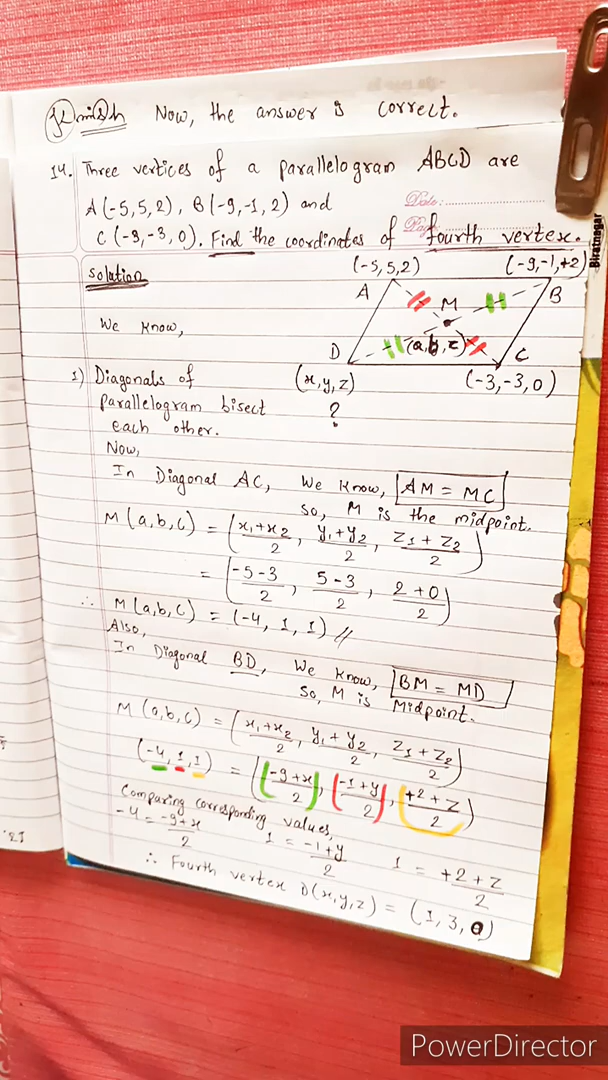 Now, the answer is correct.
14. Three vertices of a parallelogram ABCD are
Date:
A(-5,5,2), B(-9,-1,2) and
Page:
C(-3,-3,0). Find the coordinates of fourth vertex.
Biratnagar
solution
(-5,5,2) (-9,-1,+2)
A M B
We know,
D (a,b,c) C
(x,y,z) (-3,-3,0)
?
1) Diagonals of
parallelogram bisect
each other.
Now,
In Diagonal AC, We know, AM = MC
So, M is the midpoint.
M(a,b,c) = (x₁+x₂/2, y₁+y₂/2, z₁+z₂/2)
= (-5-3/2, 5-3/2, 2+0/2)
∴ M(a,b,c) = (-4, 1, 1) //
Also,
In Diagonal BD, We know, BM = MD
So, M is Midpoint.
M(a,b,c) = (x₁+x₂/2, y₁+y₂/2, z₁+z₂/2)
(-4,1,1) = (-9+x/2, -1+y/2, +2+z/2)
Comparing corresponding values,
-4 = -9+x/2 1 = -1+y/2 1 = +2+z/2
∴ Fourth vertex D(x,y,z) = (1,3,0)
PowerDirector